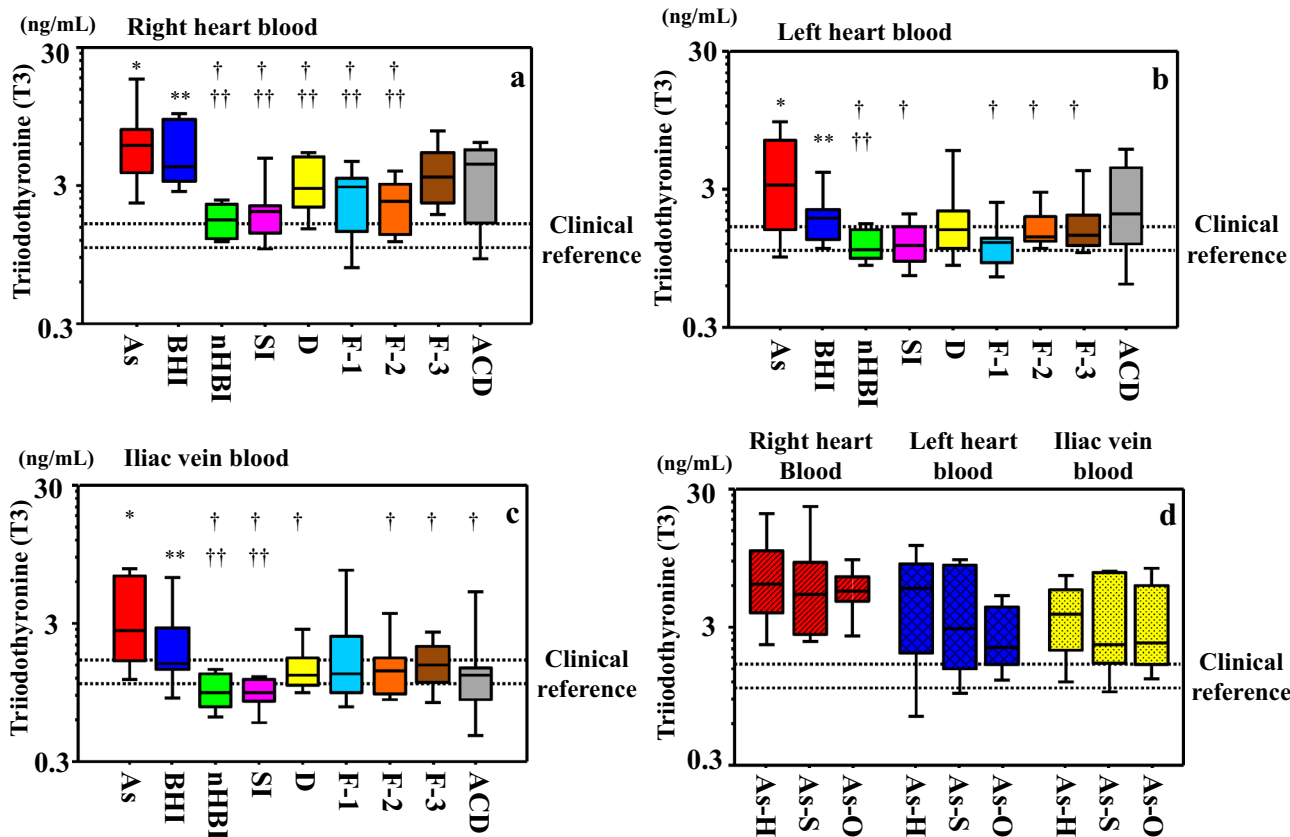 (ng/mL) Right heart blood
30
3
0.3
Triiodothyronine (T3)
a
* ** † † † † †
†† †† †† †† ††
Clinical
reference
As BHI nHBI SI D F-1 F-2 F-3 ACD
(ng/mL) Left heart blood
30
3
0.3
Triiodothyronine (T3)
b
* ** † † † † †
††
Clinical
reference
As BHI nHBI SI D F-1 F-2 F-3 ACD
(ng/mL) Iliac vein blood
30
3
0.3
Triiodothyronine (T3)
c
* ** † † † † † †
†† ††
Clinical
reference
As BHI nHBI SI D F-1 F-2 F-3 ACD
Right heart Left heart Iliac vein
(ng/mL) Blood blood blood
30
3
0.3
Triiodothyronine (T3)
d
Clinical
reference
As-H As-S As-O As-H As-S As-O As-H As-S As-O